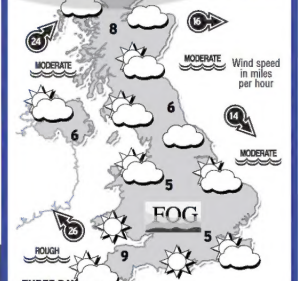 8
16
24
MODERATE
MODERATE
Wind speed
in miles
per hour
6
14
6
MODERATE
5
FOG
26
5
ROUGH
9